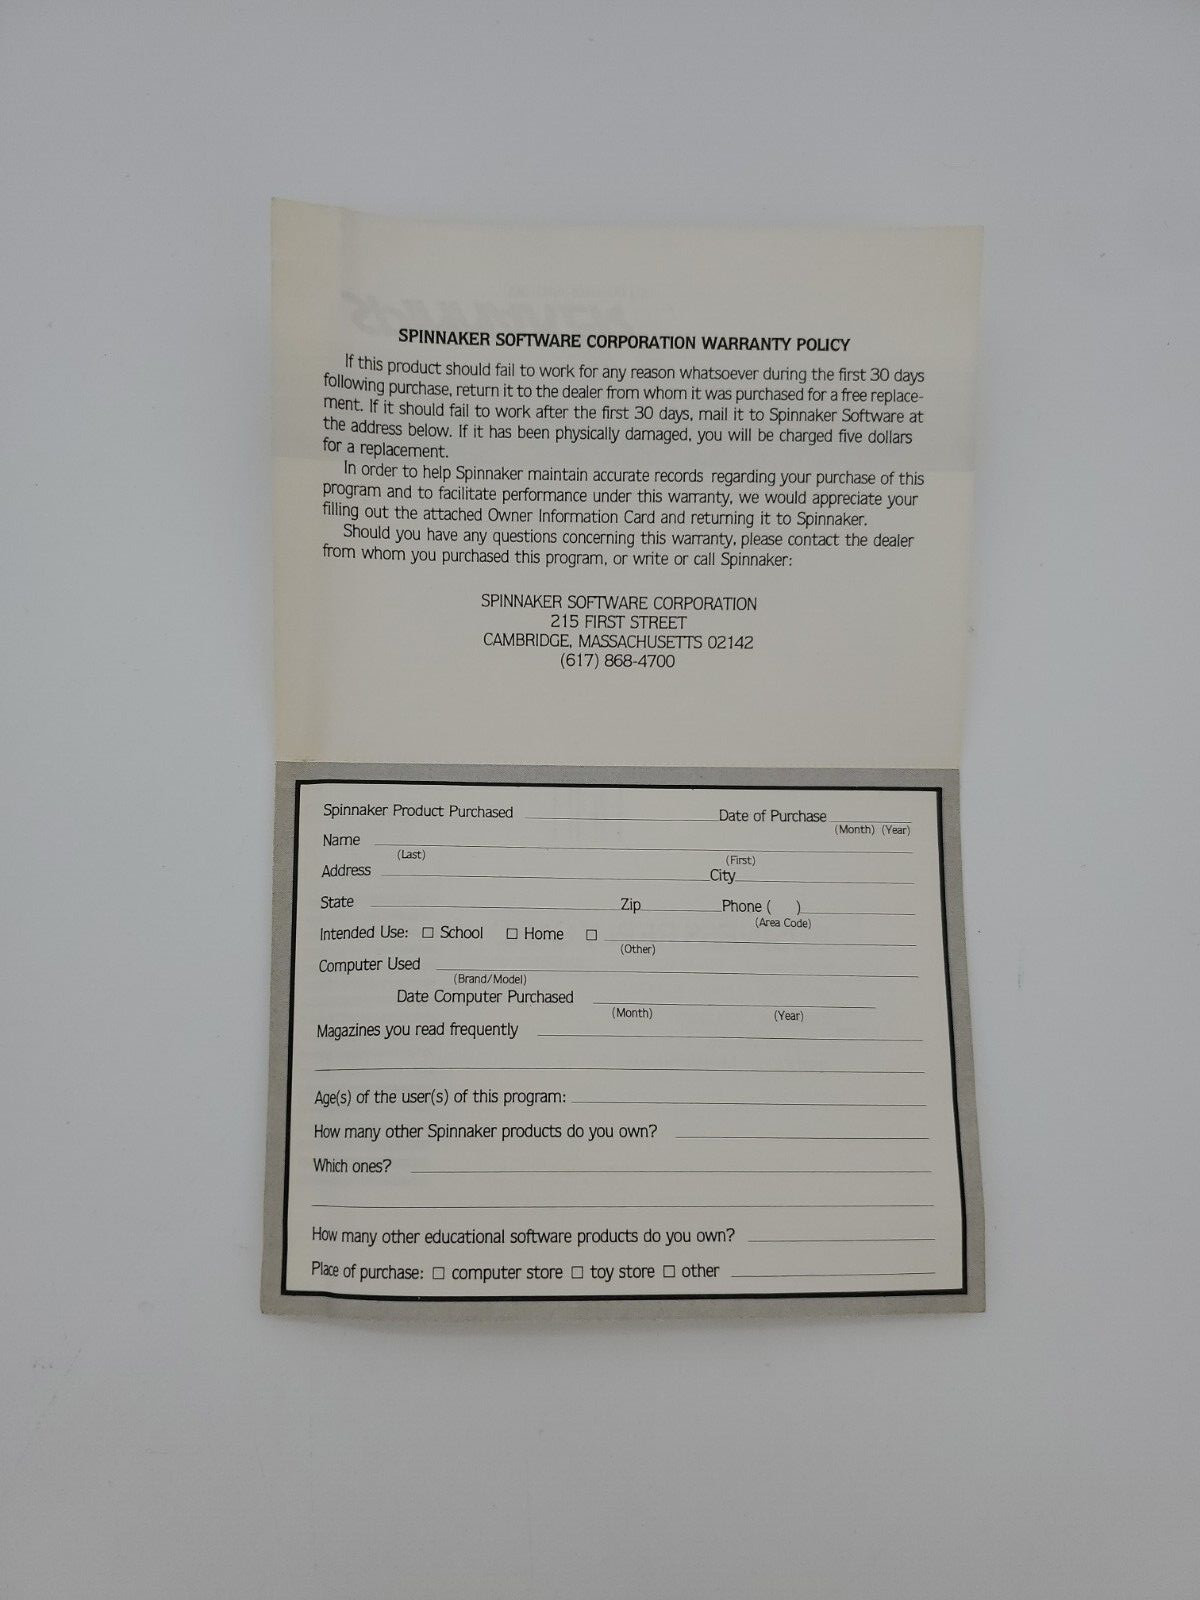 SPINNAKER SOFTWARE CORPORATION WARRANTY POLICY
If this product should fail to work for any reason whatsoever during the first 30 days
following purchase, return it to the dealer from whom it was purchased for a free replace-
ment. If it should fail to work after the first 30 days, mail it to Spinnaker Software at
the address below. If it has been physically damaged, you will be charged five dollars
for a replacement.
In order to help Spinnaker maintain accurate records regarding your purchase of this
program and to facilitate performance under this warranty, we would appreciate your
filling out the attached Owner Information Card and returning it to Spinnaker.
Should you have any questions concerning this warranty, please contact the dealer
from whom you purchased this program, or write or call Spinnaker:
SPINNAKER SOFTWARE CORPORATION
215 FIRST STREET
CAMBRIDGE, MASSACHUSETTS 02142
(617) 868-4700
Spinnaker Product Purchased Date of Purchase
(Month) (Year)
Name
(Last) (First)
Address City
State Zip Phone ( )
(Area Code)
Intended Use: □ School □ Home □
(Other)
Computer Used
(Brand/Model)
Date Computer Purchased
(Month) (Year)
Magazines you read frequently
Age(s) of the user(s) of this program:
How many other Spinnaker products do you own?
Which ones?
How many other educational software products do you own?
Place of purchase: □ computer store □ toy store □ other